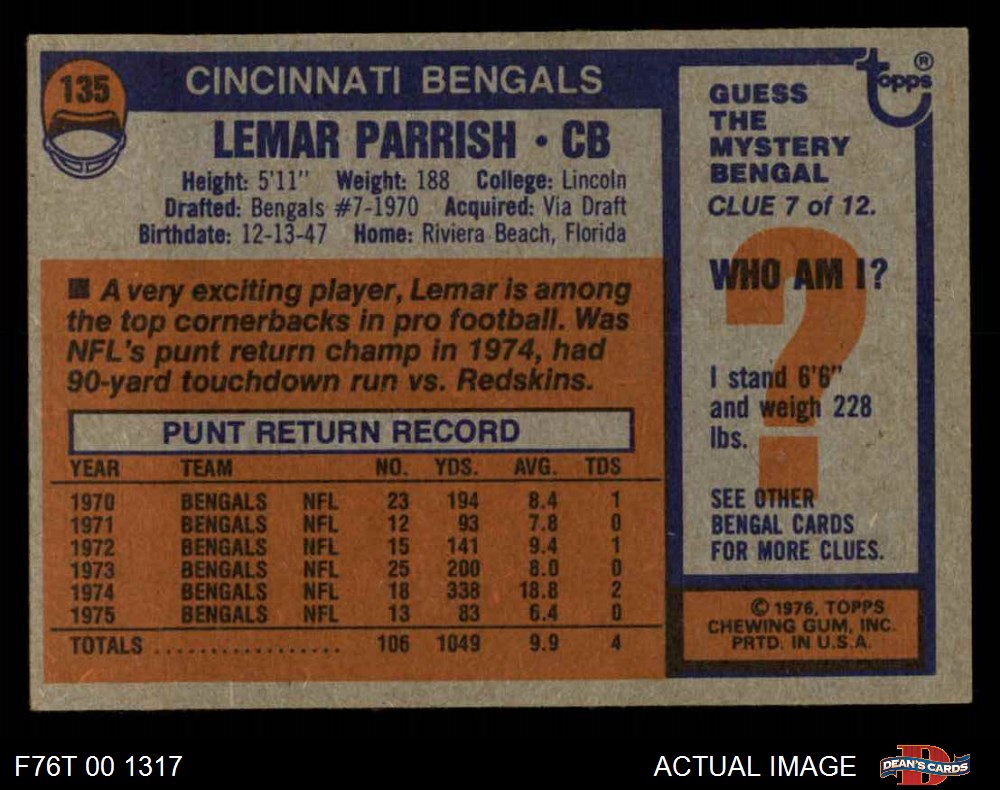 135
CINCINNATI BENGALS
LEMAR PARRISH • CB
Height: 5'11" Weight: 188 College: Lincoln
Drafted: Bengals #7-1970 Acquired: Via Draft
Birthdate: 12-13-47 Home: Riviera Beach, Florida
■ A very exciting player, Lemar is among
the top cornerbacks in pro football. Was
NFL's punt return champ in 1974, had
90-yard touchdown run vs. Redskins.
PUNT RETURN RECORD
YEAR TEAM NO. YDS. AVG. TDS
1970 BENGALS NFL 23 194 8.4 1
1971 BENGALS NFL 12 93 7.8 0
1972 BENGALS NFL 15 141 9.4 1
1973 BENGALS NFL 25 200 8.0 0
1974 BENGALS NFL 18 338 18.8 2
1975 BENGALS NFL 13 83 6.4 0
TOTALS ................. 106 1049 9.9 4
topps ®
GUESS
THE
MYSTERY
BENGAL
CLUE 7 of 12.
WHO AM I?
?
I stand 6'6"
and weigh 228
lbs.
SEE OTHER
BENGAL CARDS
FOR MORE CLUES.
© 1976, TOPPS
CHEWING GUM, INC.
PRTD. IN U.S.A.
F76T 00 1317
ACTUAL IMAGE
D
DEAN'S CARDS